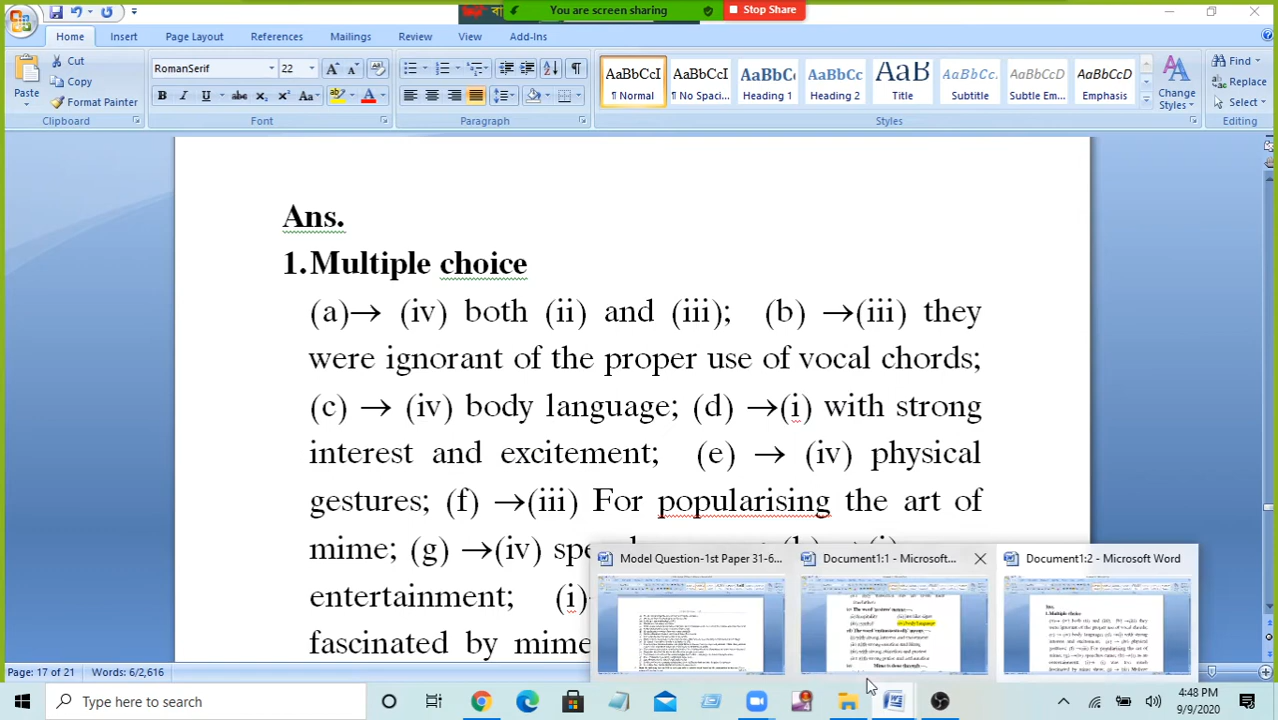 You are screen sharing
Stop Share
Home Insert Page Layout References Mailings Review View Add-Ins
Paste
Cut
Copy
Format Painter
Clipboard
RomanSerif 22
Font
Paragraph
AaBbCcI AaBbCcI AaBbCc AaBbCc AaB AaBbCcI AaBbCcD AaBbCcD
¶ Normal ¶ No Spaci... Heading 1 Heading 2 Title Subtitle Subtle Em... Emphasis
Change Styles
Styles
Find
Replace
Select
Editing
Ans.
1.Multiple choice
(a)→ (iv) both (ii) and (iii); (b) →(iii) they
were ignorant of the proper use of vocal chords;
(c) → (iv) body language; (d) →(i) with strong
interest and excitement; (e) → (iv) physical
gestures; (f) →(iii) For popularising the art of
mime; (g) →(iv)
entertainment; (i)
fascinated by mime
Model Question-1st Paper 31-6...
Document1:1 - Microsoft...
Document1:2 - Microsoft Word
Words: 6/2,616
Type here to search
4:48 PM
9/9/2020